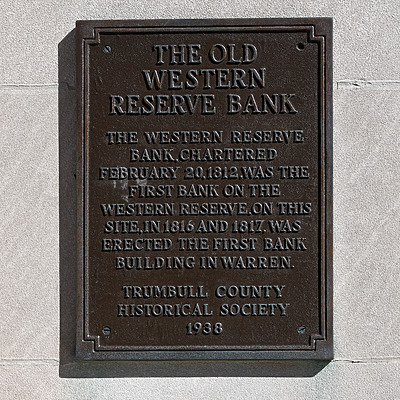 THE OLD
WESTERN
RESERVE BANK
THE WESTERN RESERVE
BANK, CHARTERED
FEBRUARY 20, 1812, WAS THE
FIRST BANK ON THE
WESTERN RESERVE, ON THIS
SITE, IN 1816 AND 1817, WAS
ERECTED THE FIRST BANK
BUILDING IN WARREN.
TRUMBULL COUNTY
HISTORICAL SOCIETY
1938